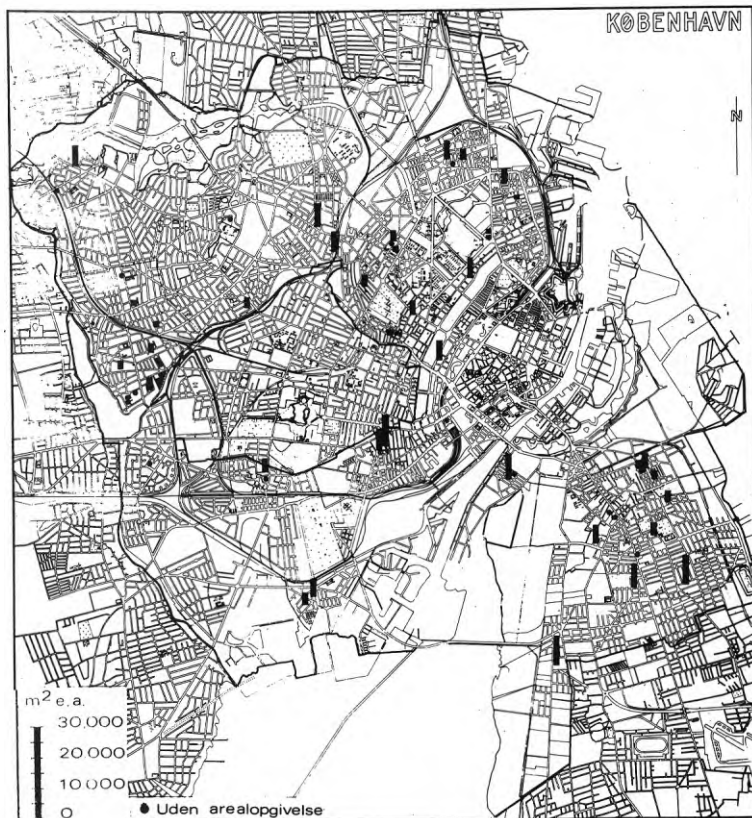 KØBENHAVN
N
m² e.a.
30.000
20.000
10.000
0
● Uden arealopgivelse